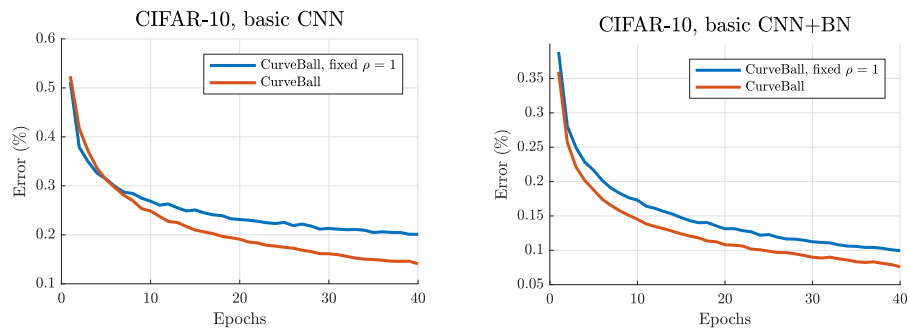 CIFAR-10, basic CNN
0.6
0.5
0.4
0.3
0.2
0.1
Error (%)
CurveBall, fixed ρ = 1
CurveBall
0
10
20
30
40
Epochs
CIFAR-10, basic CNN+BN
0.35
0.3
0.25
0.2
0.15
0.1
0.05
Error (%)
CurveBall, fixed ρ = 1
CurveBall
0
10
20
30
40
Epochs